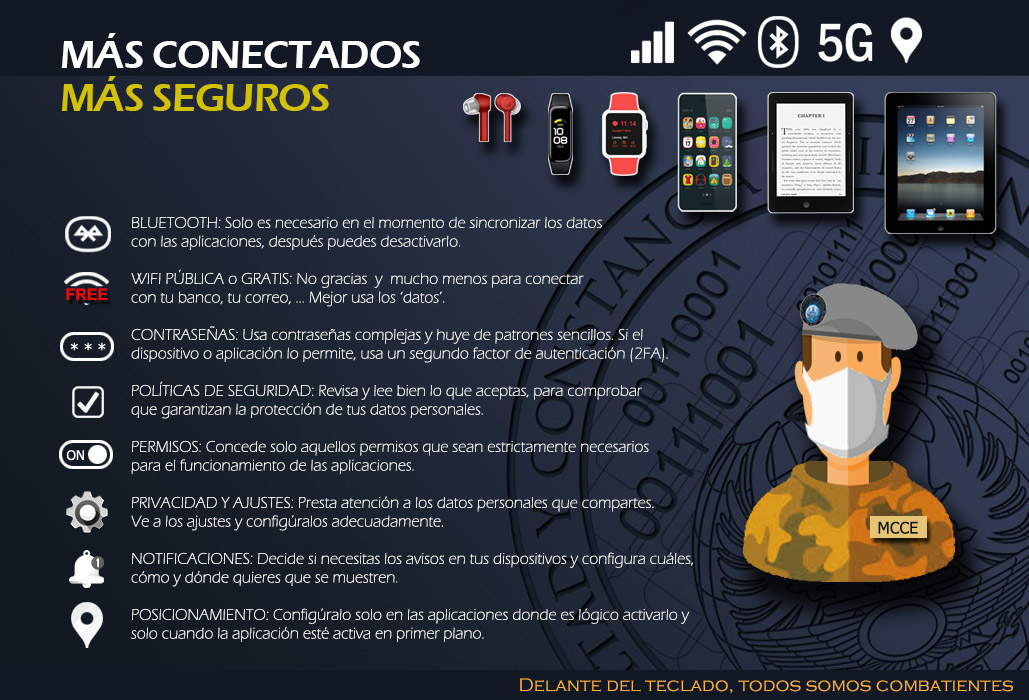 MÁS CONECTADOS
MÁS SEGUROS
5G
10
08
11:14
CHAPTER I
BLUETOOTH: Solo es necesario en el momento de sincronizar los datos
con las aplicaciones, después puedes desactivarlo.
FREE
WIFI PÚBLICA o GRATIS: No gracias y mucho menos para conectar
con tu banco, tu correo, ... Mejor usa los ‘datos’.
***
CONTRASEÑAS: Usa contraseñas complejas y huye de patrones sencillos. Si el
dispositivo o aplicación lo permite, usa un segundo factor de autenticación (2FA).
POLÍTICAS DE SEGURIDAD: Revisa y lee bien lo que aceptas, para comprobar
que garantizan la protección de tus datos personales.
ON
PERMISOS: Concede solo aquellos permisos que sean estrictamente necesarios
para el funcionamiento de las aplicaciones.
PRIVACIDAD Y AJUSTES: Presta atención a los datos personales que compartes.
Ve a los ajustes y configúralos adecuadamente.
1
NOTIFICACIONES: Decide si necesitas los avisos en tus dispositivos y configura cuáles,
cómo y dónde quieres que se muestren.
POSICIONAMIENTO: Configúralo solo en las aplicaciones donde es lógico activarlo y
solo cuando la aplicación esté activa en primer plano.
MCCE
DELANTE DEL TECLADO, TODOS SOMOS COMBATIENTES